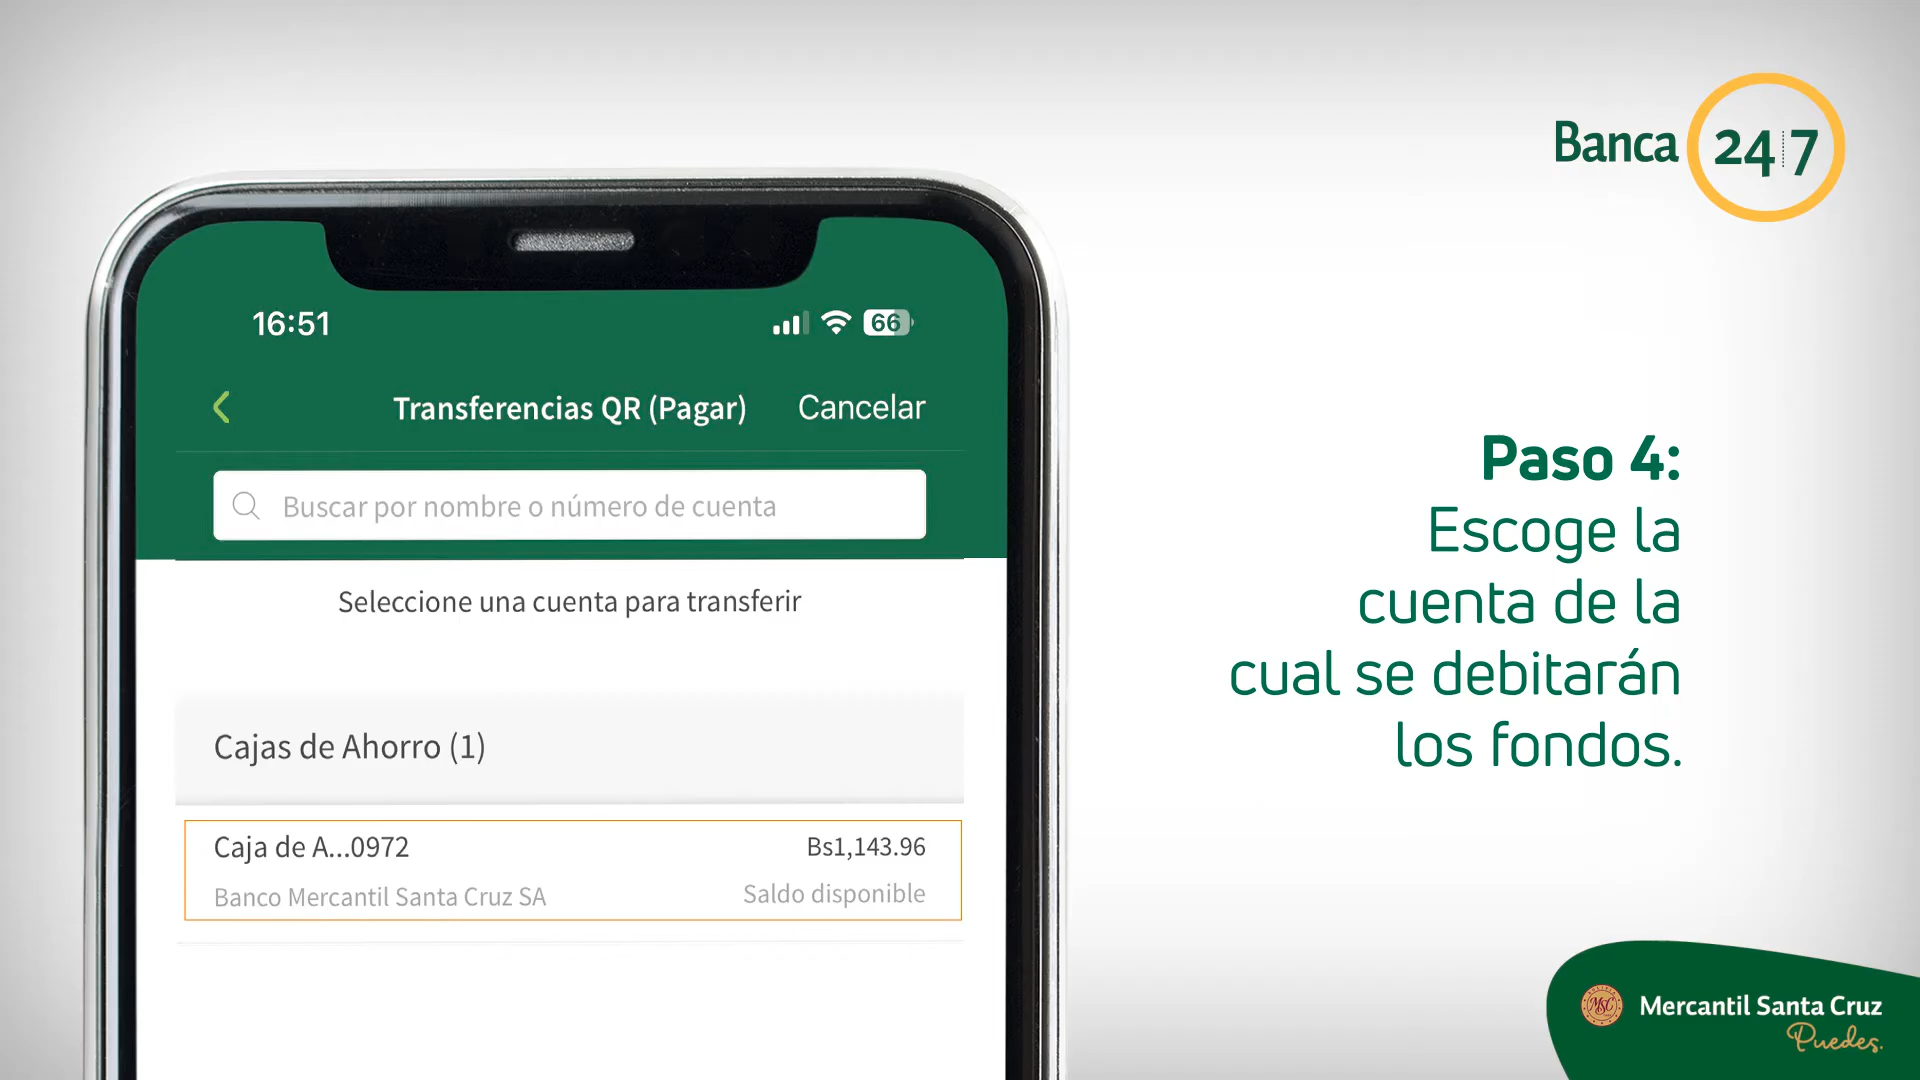 Banca 24|7
16:51
66
Transferencias QR (Pagar)
Cancelar
Buscar por nombre o número de cuenta
Seleccione una cuenta para transferir
Cajas de Ahorro (1)
Caja de A...0972
Bs1,143.96
Banco Mercantil Santa Cruz SA
Saldo disponible
Paso 4:
Escoge la
cuenta de la
cual se debitarán
los fondos.
MSC
Mercantil Santa Cruz
Puedes.